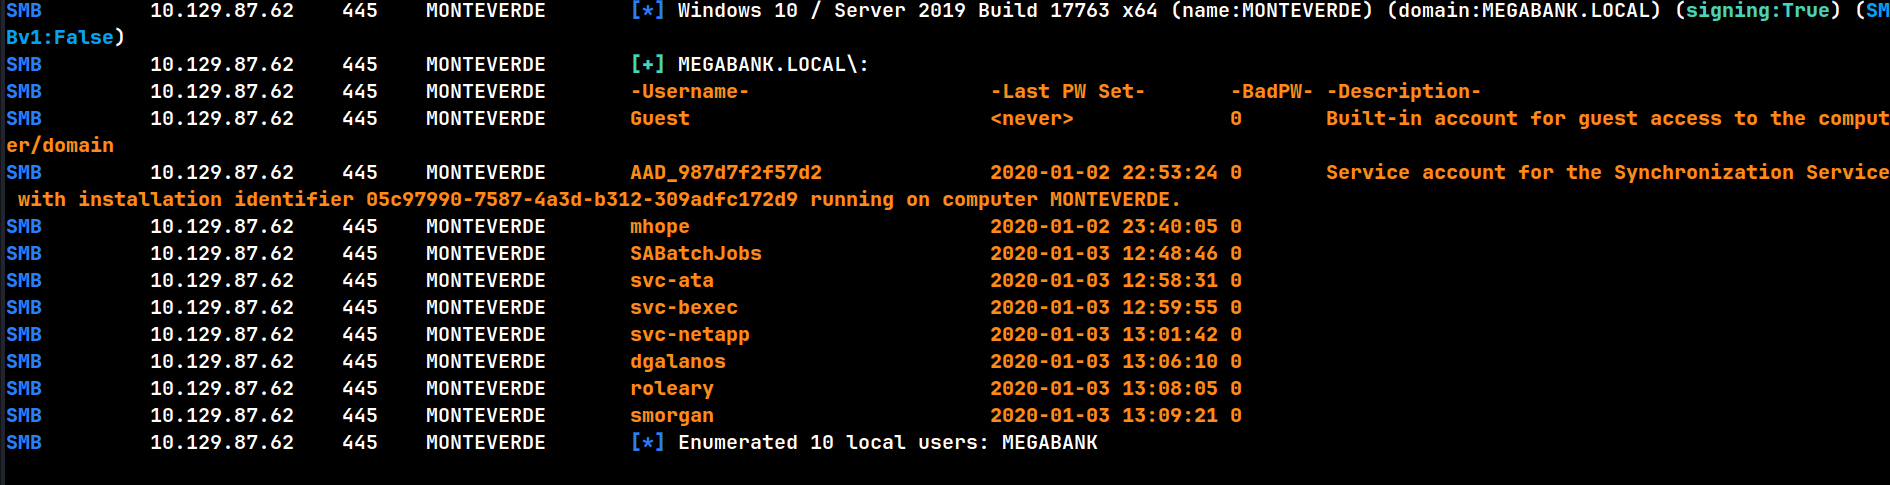 SMB 10.129.87.62 445 MONTEVERDE [*] Windows 10 / Server 2019 Build 17763 x64 (name:MONTEVERDE) (domain:MEGABANK.LOCAL) (signing:True) (SM
Bv1:False)
SMB 10.129.87.62 445 MONTEVERDE [+] MEGABANK.LOCAL\:
SMB 10.129.87.62 445 MONTEVERDE -Username- -Last PW Set- -BadPW- -Description-
SMB 10.129.87.62 445 MONTEVERDE Guest <never> 0 Built-in account for guest access to the comput
er/domain
SMB 10.129.87.62 445 MONTEVERDE AAD_987d7f2f57d2 2020-01-02 22:53:24 0 Service account for the Synchronization Service
with installation identifier 05c97990-7587-4a3d-b312-309adfc172d9 running on computer MONTEVERDE.
SMB 10.129.87.62 445 MONTEVERDE mhope 2020-01-02 23:40:05 0
SMB 10.129.87.62 445 MONTEVERDE SABatchJobs 2020-01-03 12:48:46 0
SMB 10.129.87.62 445 MONTEVERDE svc-ata 2020-01-03 12:58:31 0
SMB 10.129.87.62 445 MONTEVERDE svc-bexec 2020-01-03 12:59:55 0
SMB 10.129.87.62 445 MONTEVERDE svc-netapp 2020-01-03 13:01:42 0
SMB 10.129.87.62 445 MONTEVERDE dgalanos 2020-01-03 13:06:10 0
SMB 10.129.87.62 445 MONTEVERDE roleary 2020-01-03 13:08:05 0
SMB 10.129.87.62 445 MONTEVERDE smorgan 2020-01-03 13:09:21 0
SMB 10.129.87.62 445 MONTEVERDE [*] Enumerated 10 local users: MEGABANK